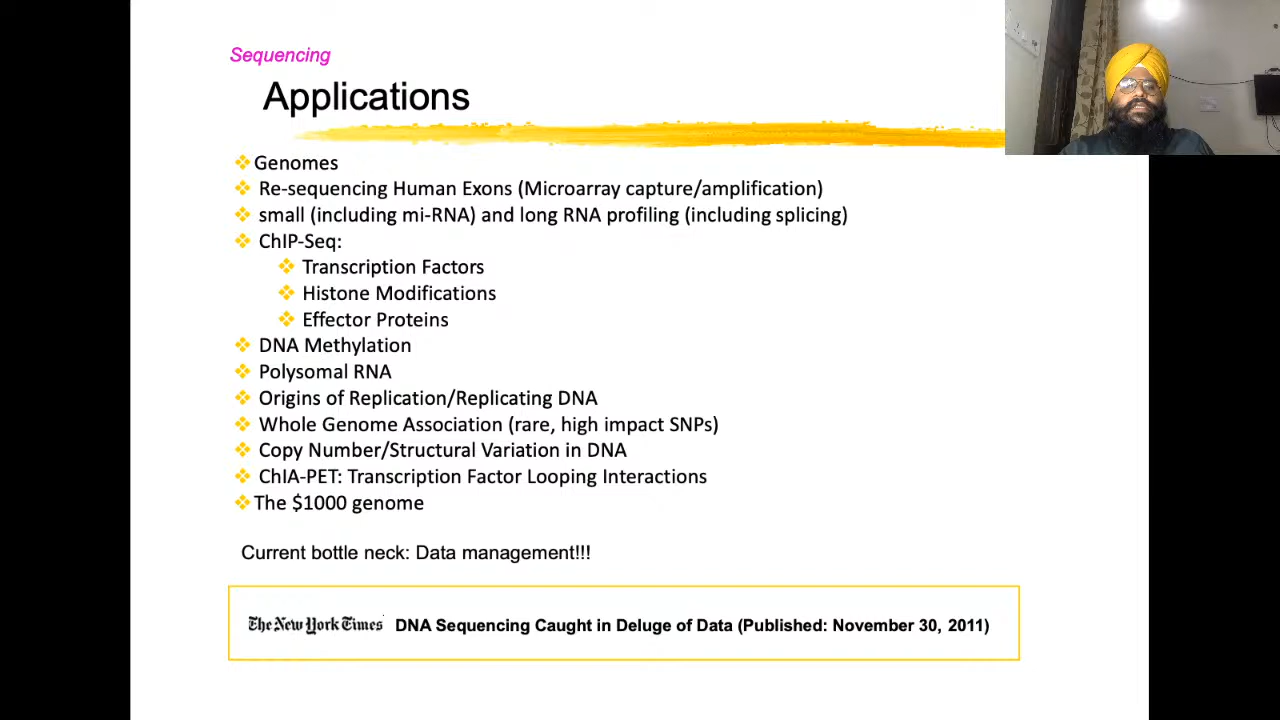 Sequencing
Applications
Genomes
Re-sequencing Human Exons (Microarray capture/amplification)
small (including mi-RNA) and long RNA profiling (including splicing)
ChIP-Seq:
Transcription Factors
Histone Modifications
Effector Proteins
DNA Methylation
Polysomal RNA
Origins of Replication/Replicating DNA
Whole Genome Association (rare, high impact SNPs)
Copy Number/Structural Variation in DNA
ChIA-PET: Transcription Factor Looping Interactions
The $1000 genome
Current bottle neck: Data management!!!
The New York Times DNA Sequencing Caught in Deluge of Data (Published: November 30, 2011)